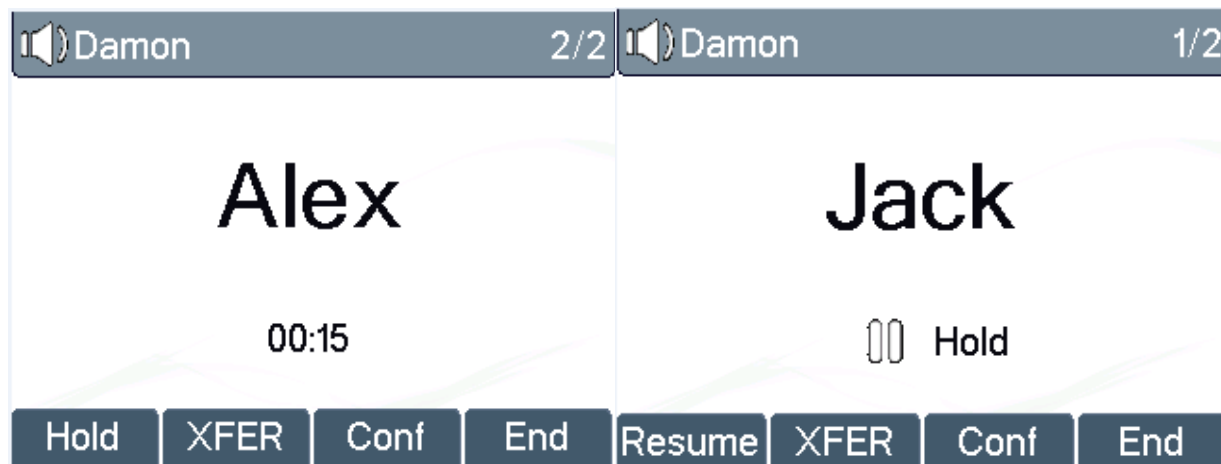 Damon 2/2
Alex
00:15
Hold XFER Conf End
Damon 1/2
Jack
Hold
Resume XFER Conf End